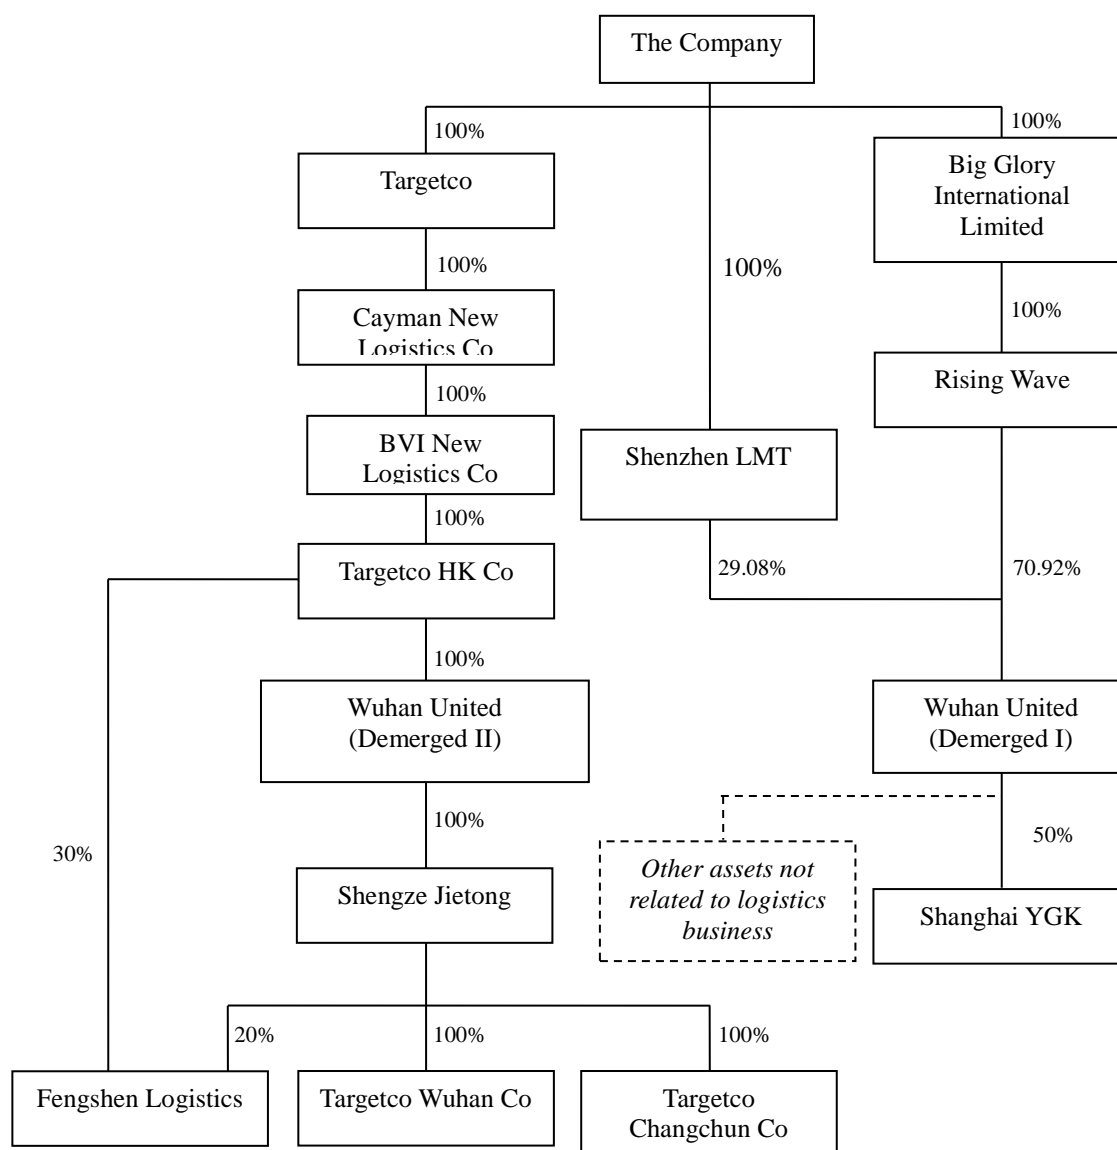 The Company
100%
100%
Targetco
Big Glory
International
Limited
100%
100%
100%
Cayman New
Logistics Co
Rising Wave
100%
BVI New
Logistics Co
Shenzhen LMT
100%
Targetco HK Co
29.08%
70.92%
100%
Wuhan United
(Demerged II)
Wuhan United
(Demerged I)
100%
50%
30%
Other assets not
related to logistics
business
Shengze Jietong
Shanghai YGK
20%
100%
100%
Fengshen Logistics
Targetco Wuhan Co
Targetco
Changchun Co